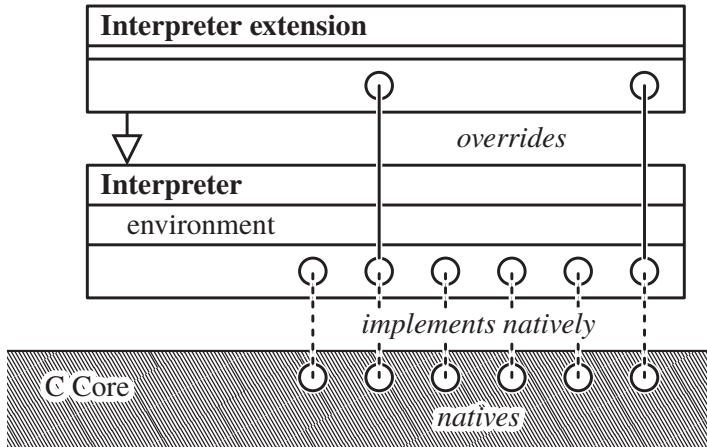 Interpreter extension
overrides
Interpreter
environment
implements natively
C Core
natives